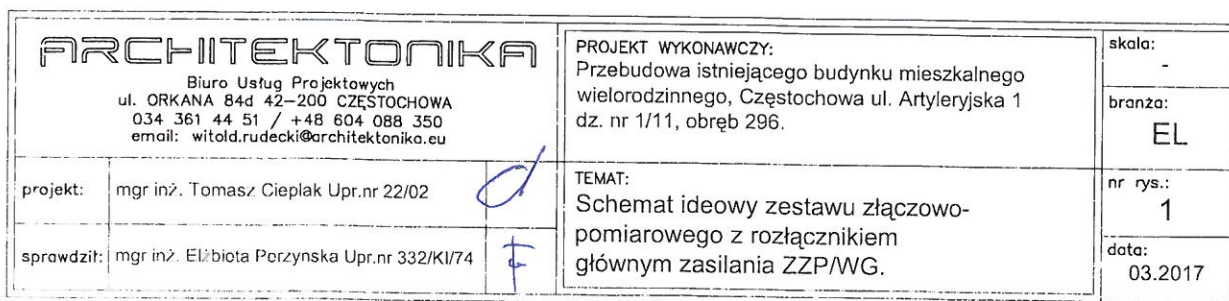 ARCHITEKTONIKA
Biuro Usług Projektowych
ul. ORKANA 84d 42-200 CZĘSTOCHOWA
034 361 44 51 / +48 604 088 350
email: witold.rudecki@architektonika.eu
projekt: mgr inż. Tomasz Cieplak Upr.nr 22/02
sprawdził: mgr inż. Elżbieta Perzynska Upr.nr 332/KI/74
PROJEKT WYKONAWCZY:
Przebudowa istniejącego budynku mieszkalnego
wielorodzinnego, Częstochowa ul. Artyleryjska 1
dz. nr 1/11, obręb 296.
TEMAT:
Schemat ideowy zestawu złączowo-
pomiarowego z rozłącznikiem
głównym zasilania ZZP/WG.
skala:
-
branża:
EL
nr rys.:
1
data:
03.2017